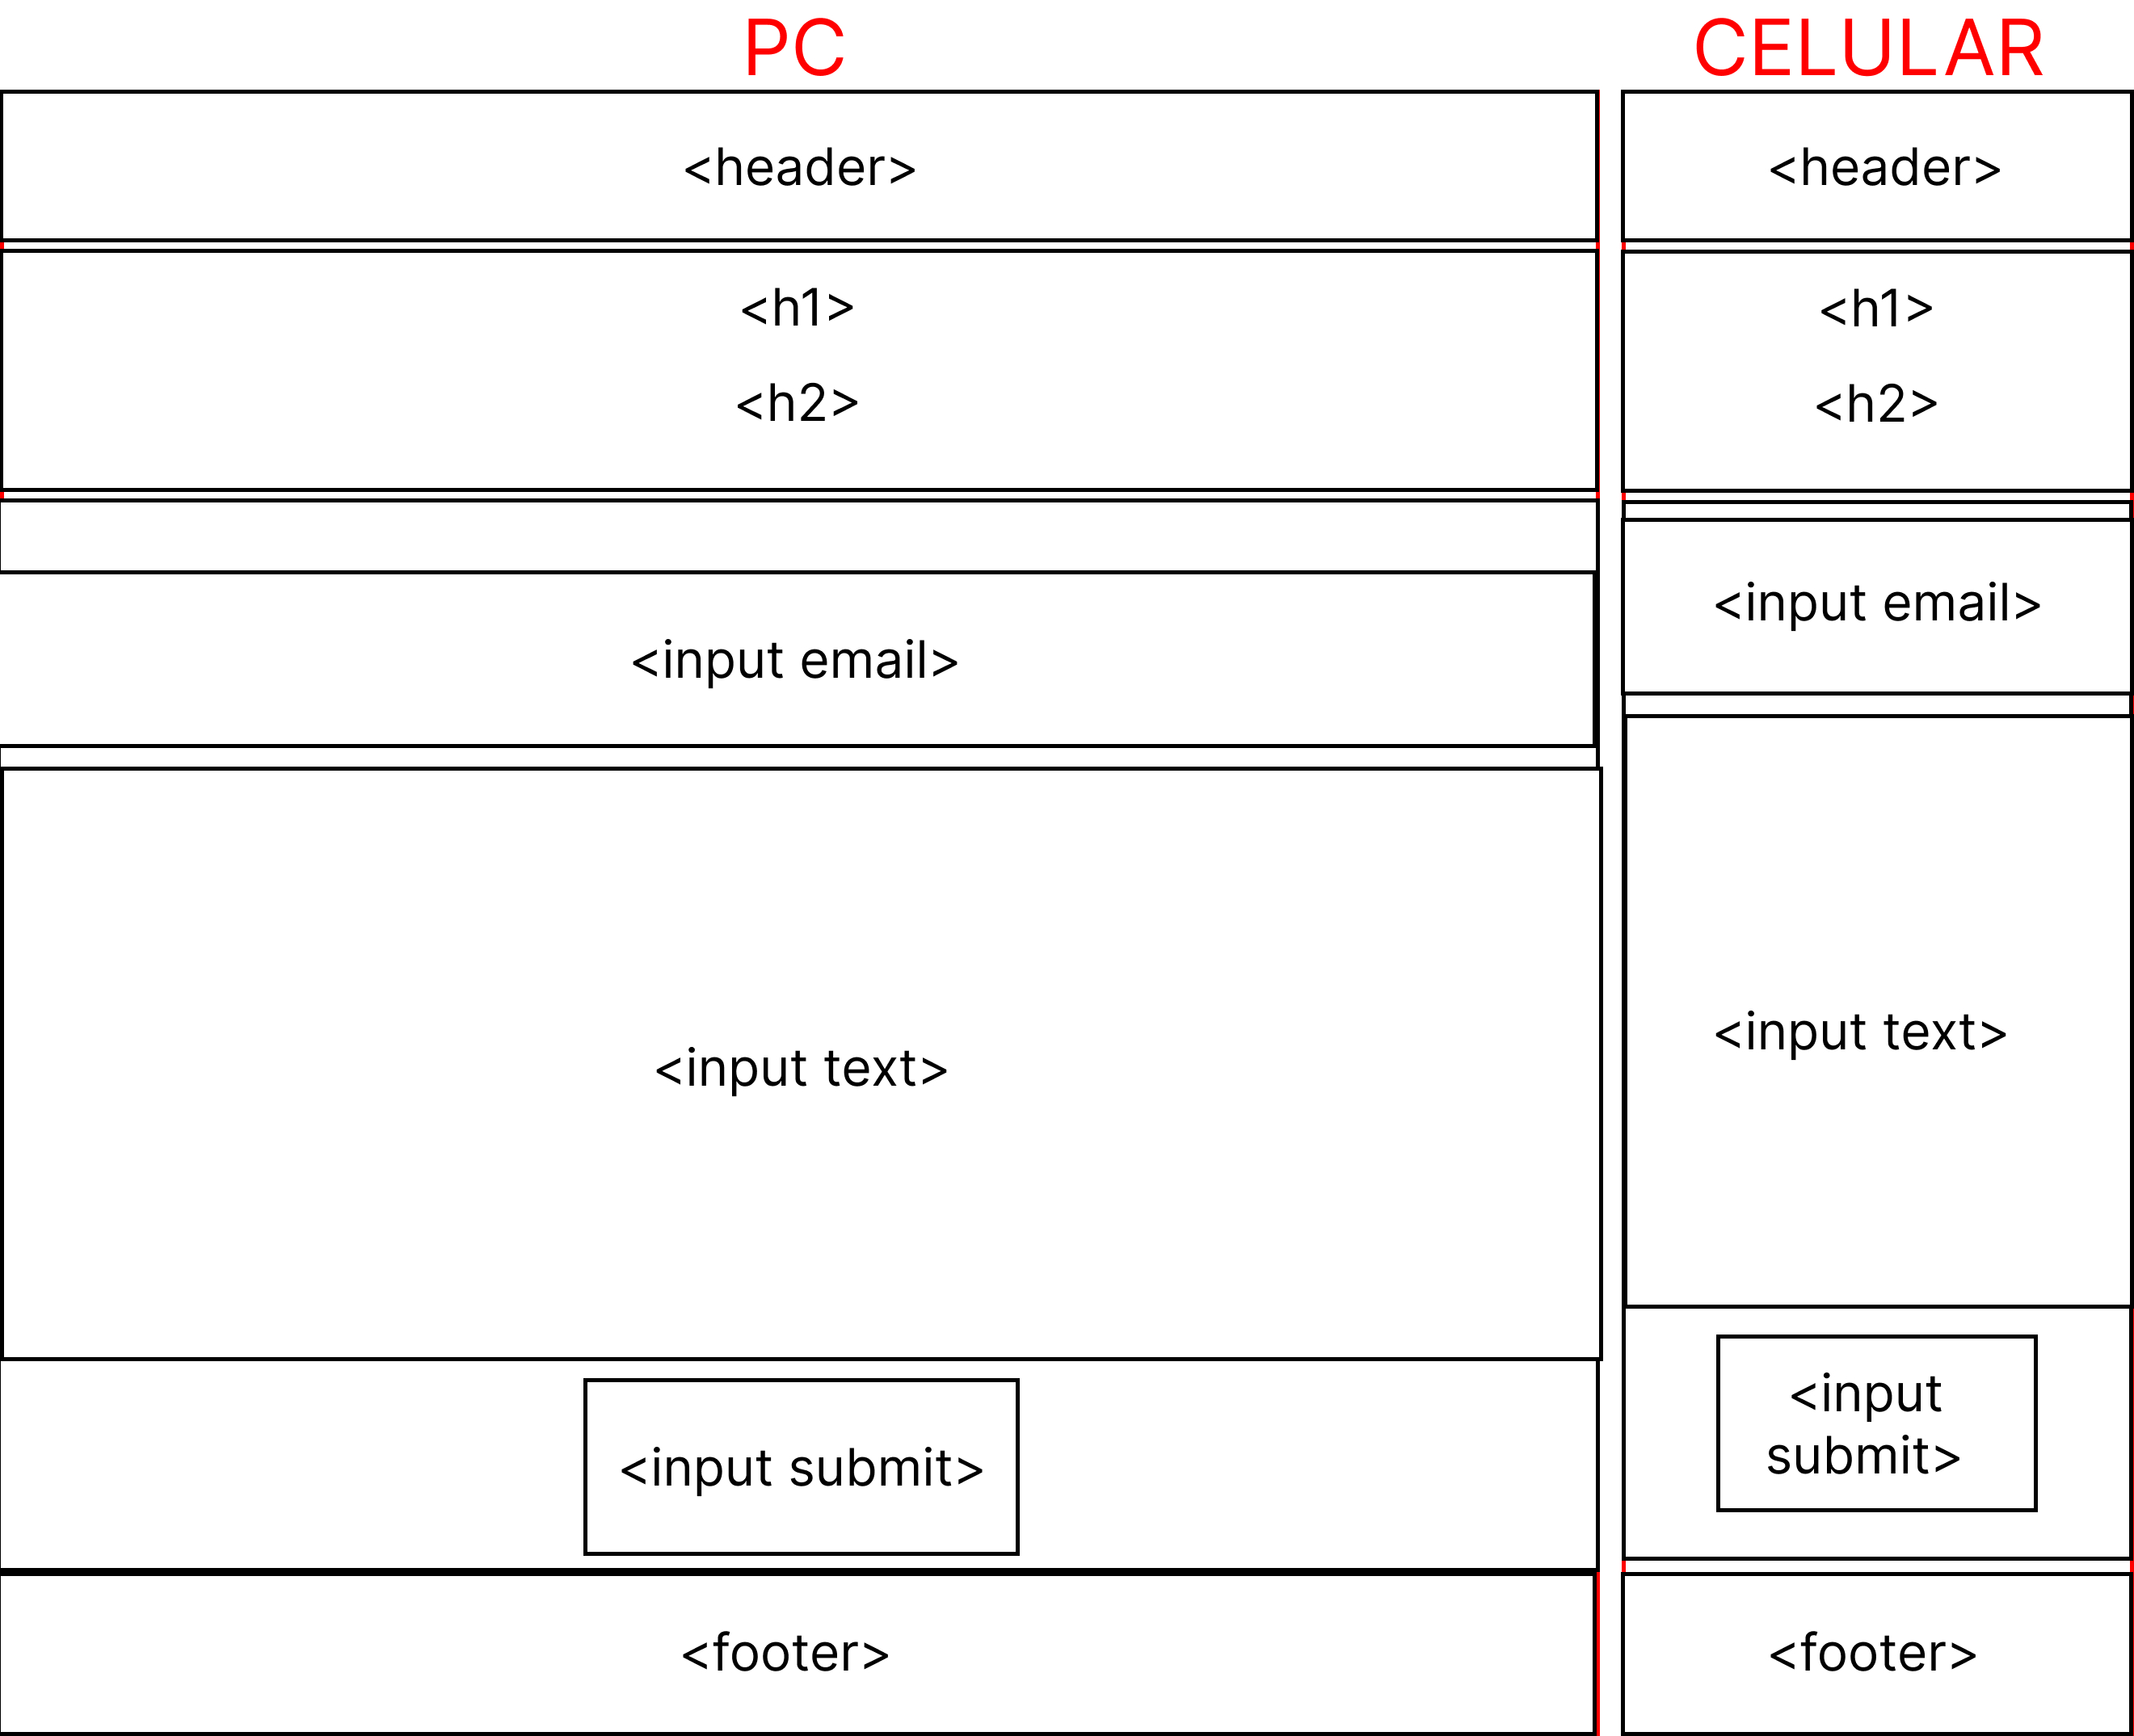 PC
<header>
<h1>
<h2>
<input email>
<input text>
<input submit>
<footer>
CELULAR
<header>
<h1>
<h2>
<input email>
<input text>
<input
submit>
<footer>